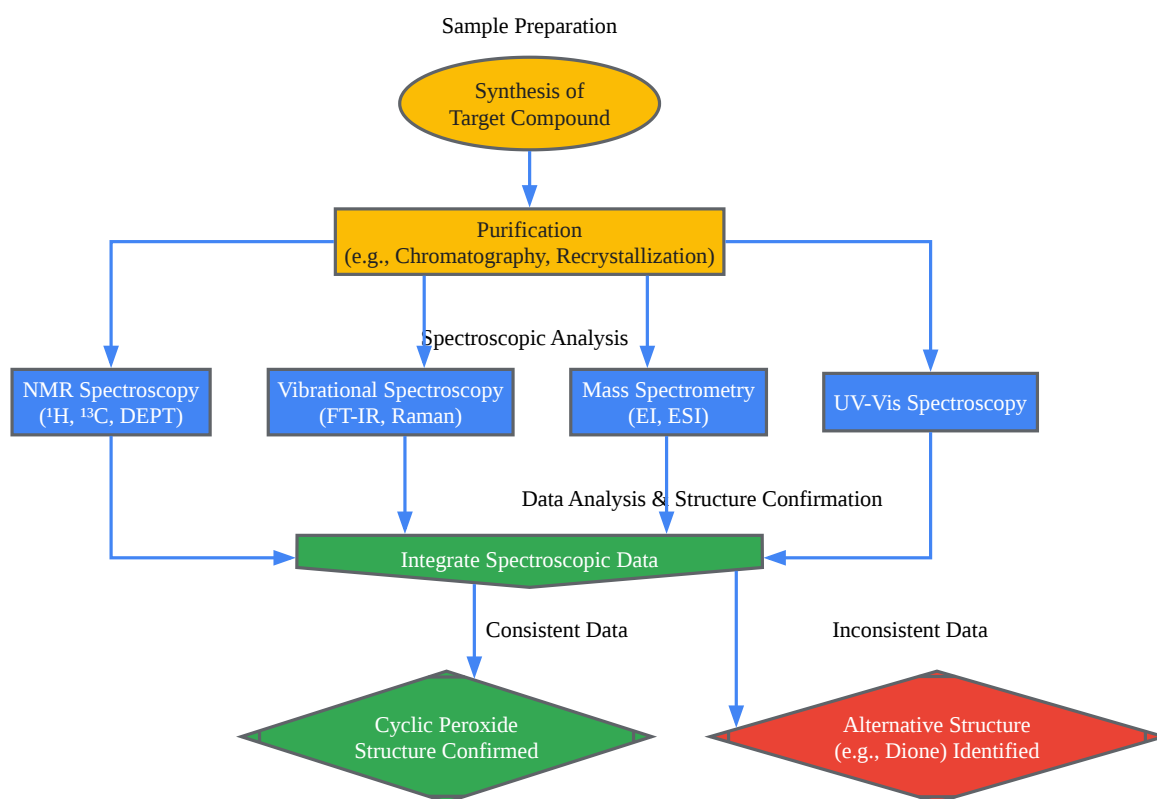 Sample Preparation
Synthesis of
Target Compound
Purification
(e.g., Chromatography, Recrystallization)
Spectroscopic Analysis
NMR Spectroscopy
(¹H, ¹³C, DEPT)
Vibrational Spectroscopy
(FT-IR, Raman)
Mass Spectrometry
(EI, ESI)
UV-Vis Spectroscopy
Data Analysis & Structure Confirmation
Integrate Spectroscopic Data
Consistent Data
Inconsistent Data
Cyclic Peroxide
Structure Confirmed
Alternative Structure
(e.g., Dione) Identified